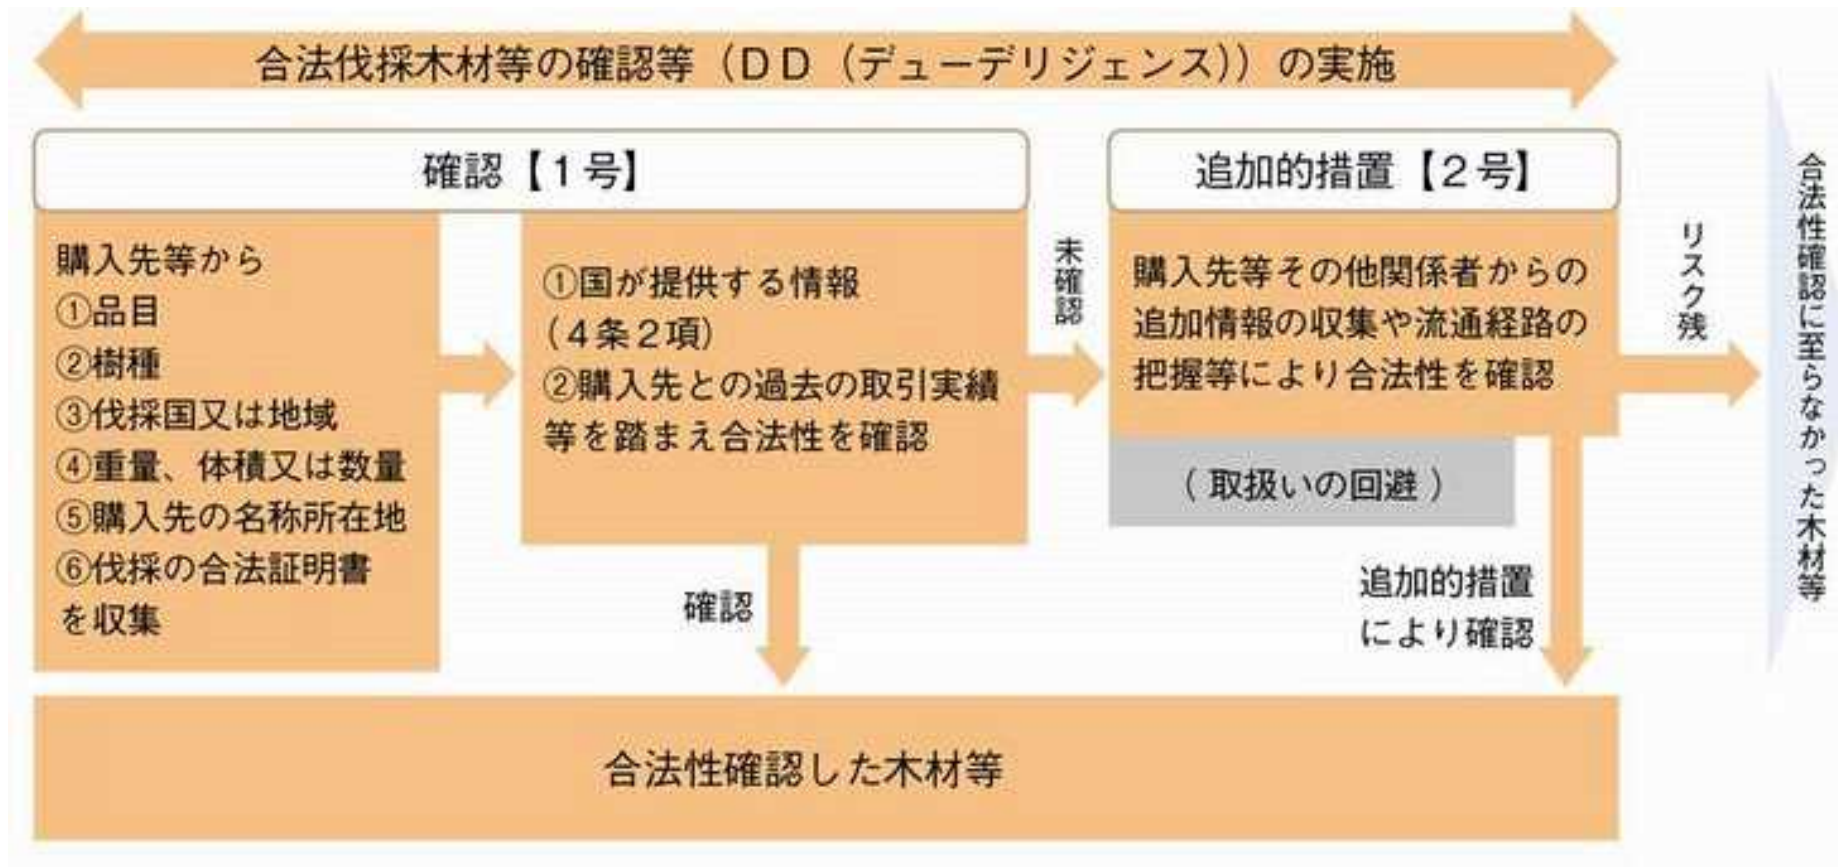 合法伐採木材等の確認等（ＤＤ（デューデリジェンス））の実施
確認【１号】
購入先等から
①品目
②樹種
③伐採国又は地域
④重量、体積又は数量
⑤購入先の名称所在地
⑥伐採の合法証明書
を収集
①国が提供する情報
（４条２項）
②購入先との過去の取引実績
等を踏まえ合法性を確認
確認
未確認
追加的措置【２号】
購入先等その他関係者からの
追加情報の収集や流通経路の
把握等により合法性を確認
（取扱いの回避）
追加的措置
により確認
リスク残
合法性確認に至らなかった木材等
合法性確認した木材等